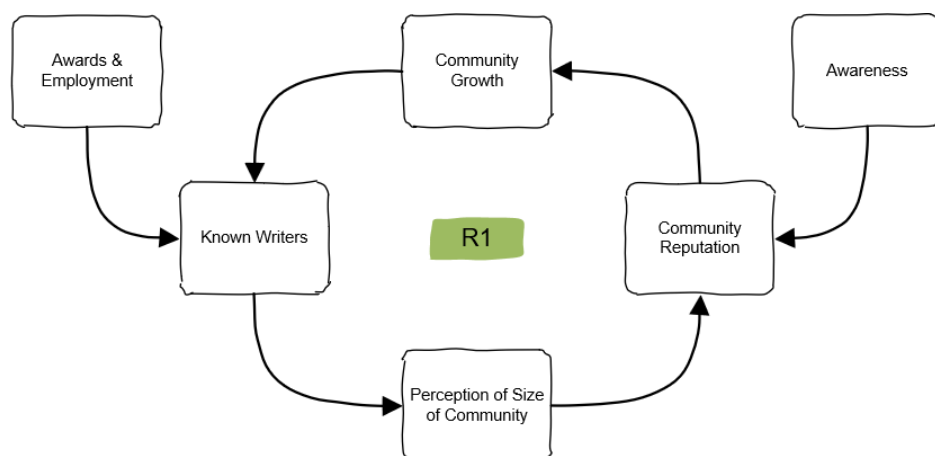 Awards &
Employment
Community
Growth
Awareness
Known Writers
R1
Community
Reputation
Perception of Size
of Community